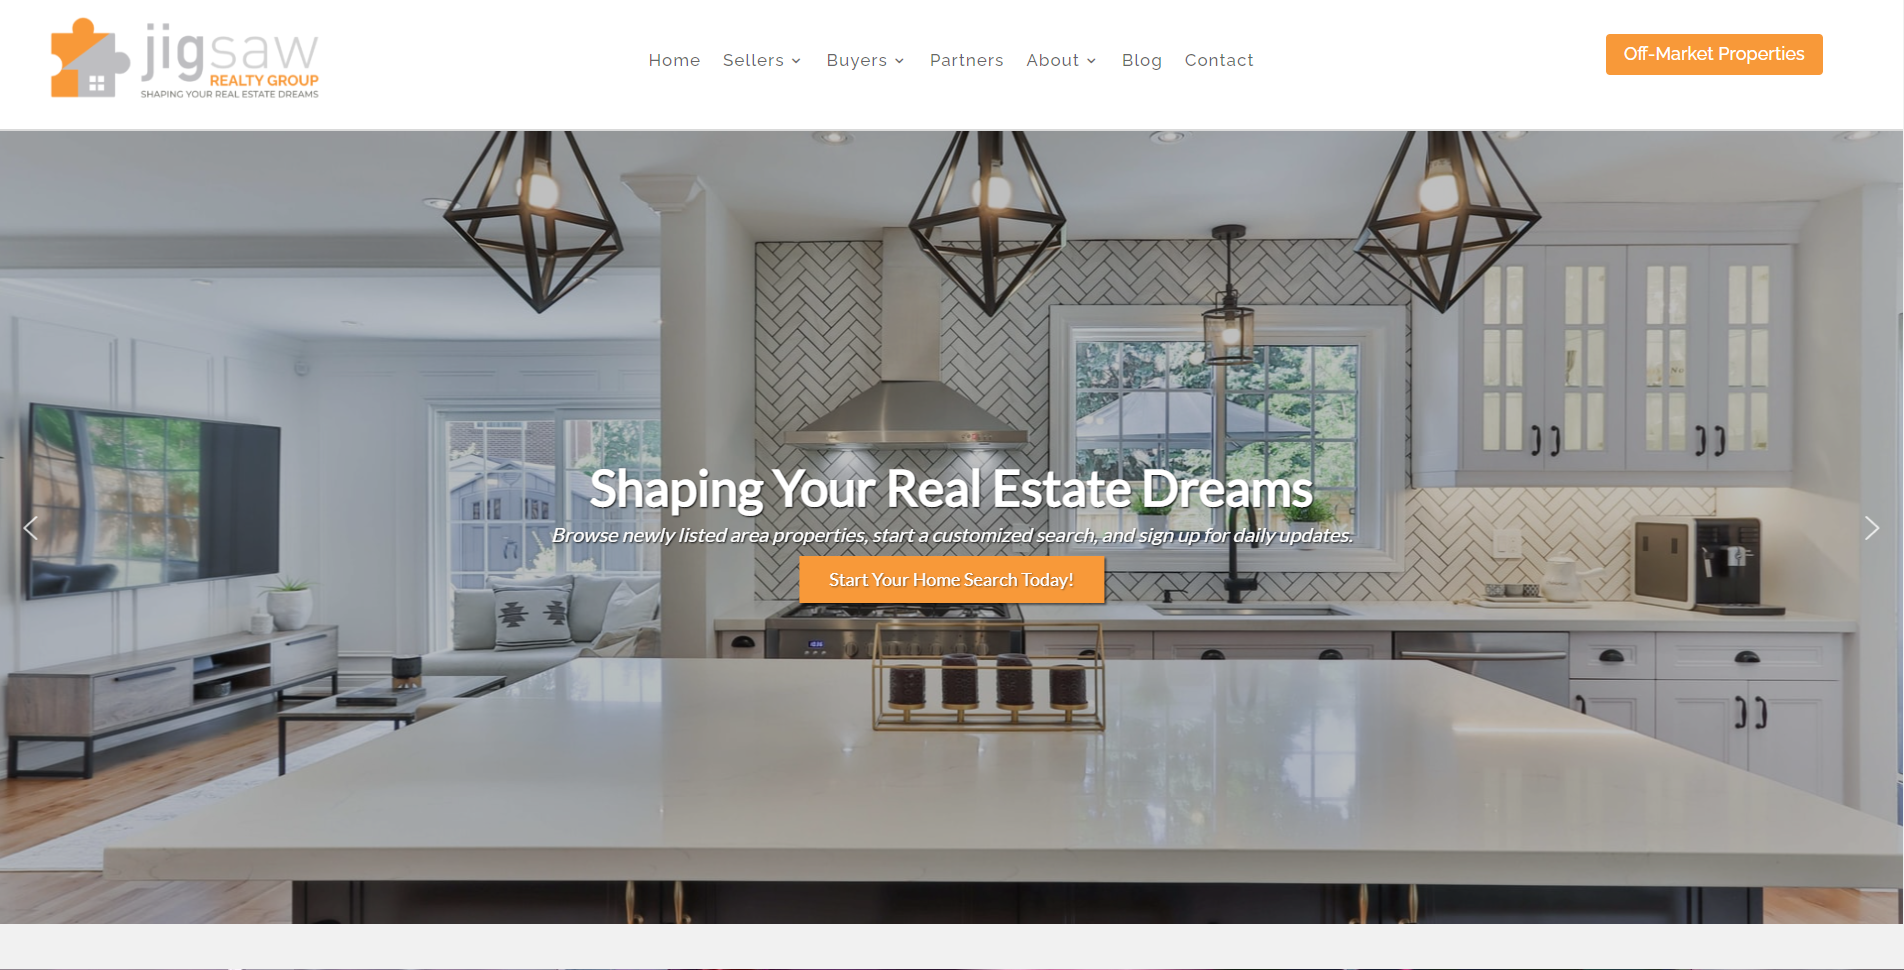 jigsaw
REALTY GROUP
SHAPING YOUR REAL ESTATE DREAMS
Home Sellers Buyers Partners About Blog Contact
Off-Market Properties
Shaping Your Real Estate Dreams
Browse newly listed area properties, start a customized search, and sign up for daily updates.
Start Your Home Search Today!